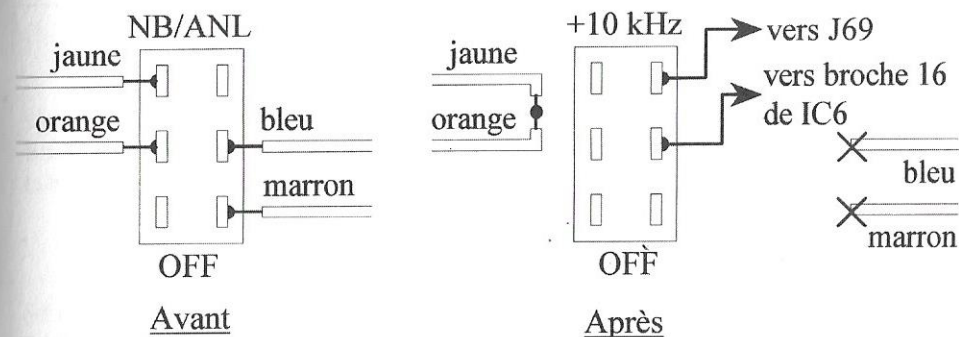 NB/ANL
jaune
orange
bleu
marron
OFF
Avant
+10 kHz
jaune
orange
vers J69
vers broche 16
de IC6
bleu
marron
OFF
Après